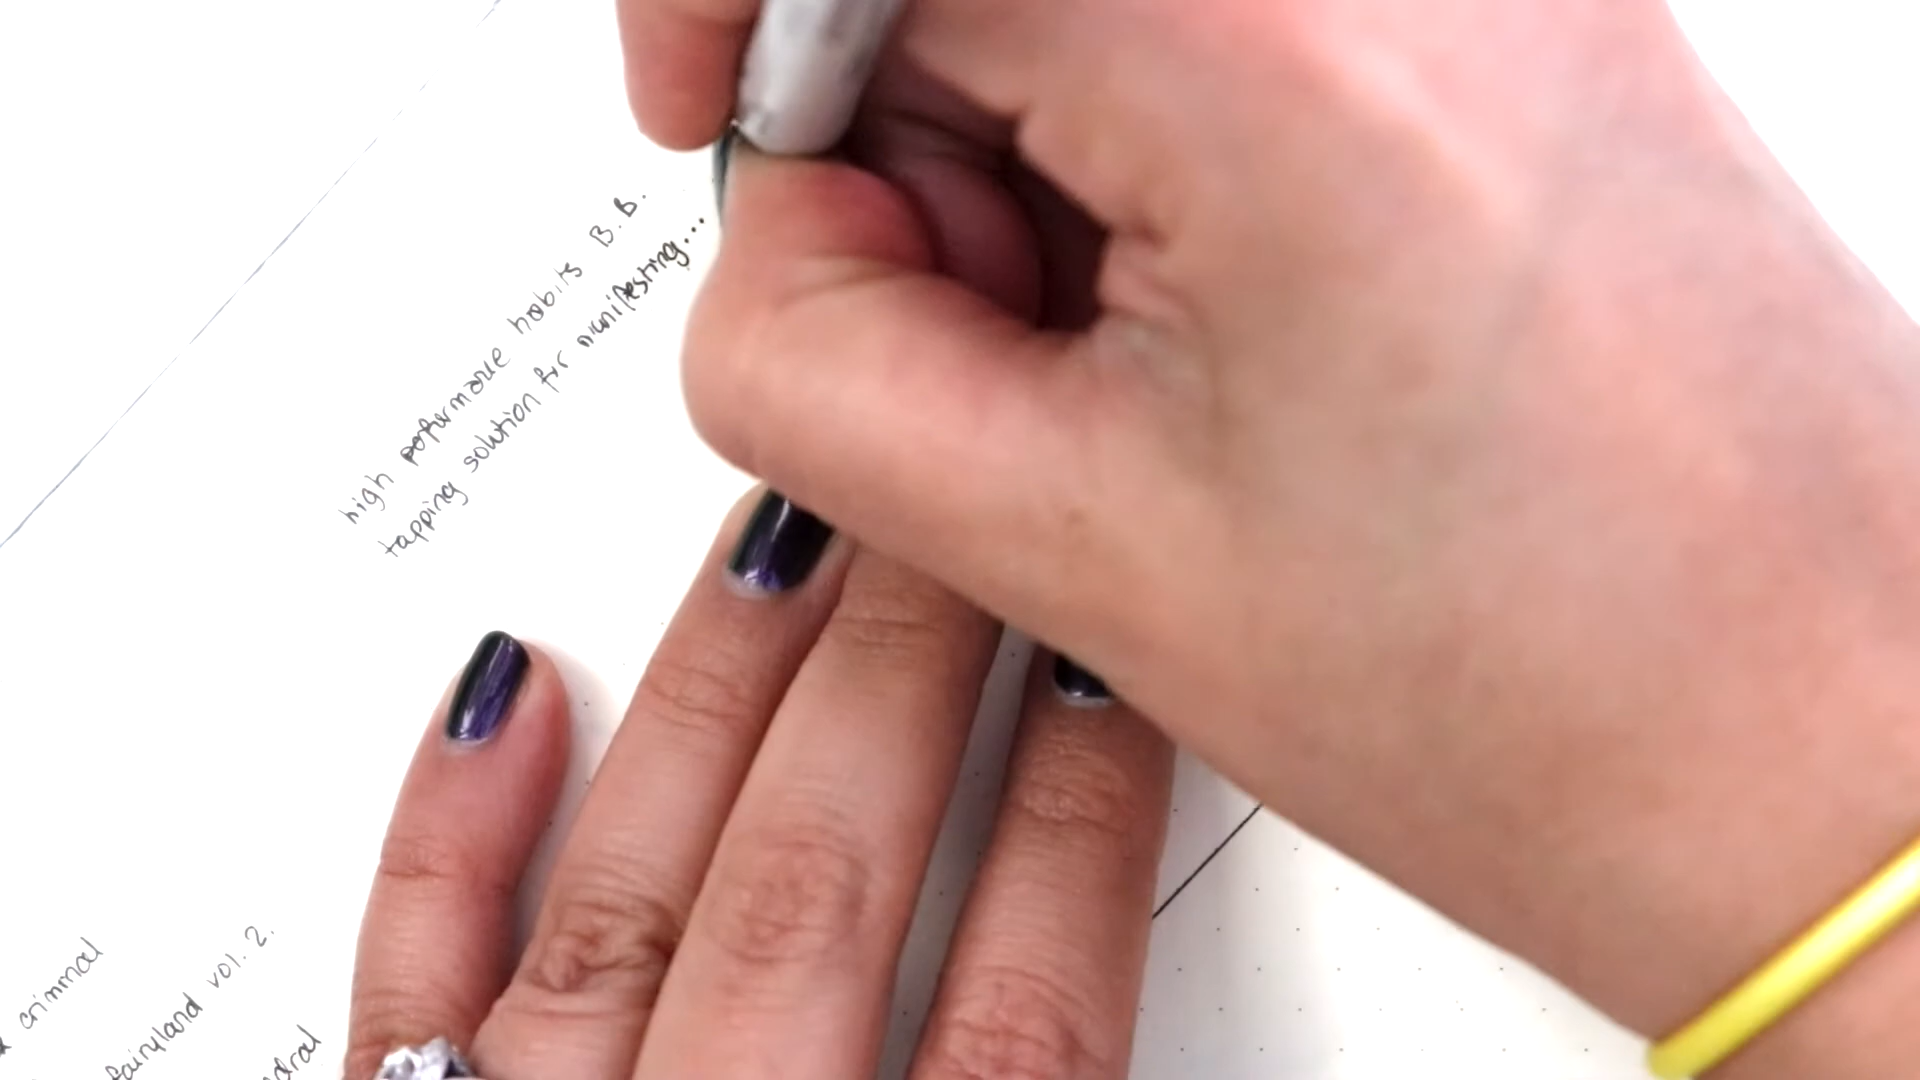 high performance habits B.B.
tapping solution for manifesting...
criminal
fairyland vol. 2.